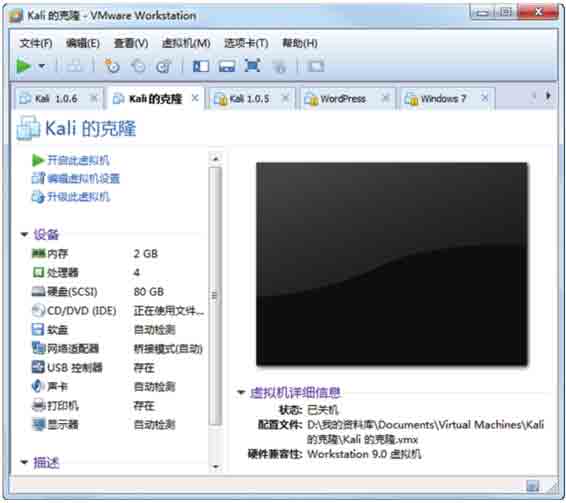 Kali 的克隆 - VMware Workstation
文件(F) 编辑(E) 查看(V) 虚拟机(M) 选项卡(T) 帮助(H)
Kali 1.0.6 Kali 的克隆 Kali 1.0.5 WordPress Windows 7
Kali 的克隆
开启此虚拟机
编辑虚拟机设置
升级此虚拟机
设备
内存 2 GB
处理器 4
硬盘(SCSI) 80 GB
CD/DVD (IDE) 正在使用文件...
软盘 自动检测
网络适配器 桥接模式(自动)
USB 控制器 存在
声卡 自动检测
打印机 存在
显示器 自动检测
描述
虚拟机详细信息
状态: 已关机
配置文件: D:\我的资料库\Documents\Virtual Machines\Kali
的克隆\Kali 的克隆.vmx
硬件兼容性: Workstation 9.0 虚拟机